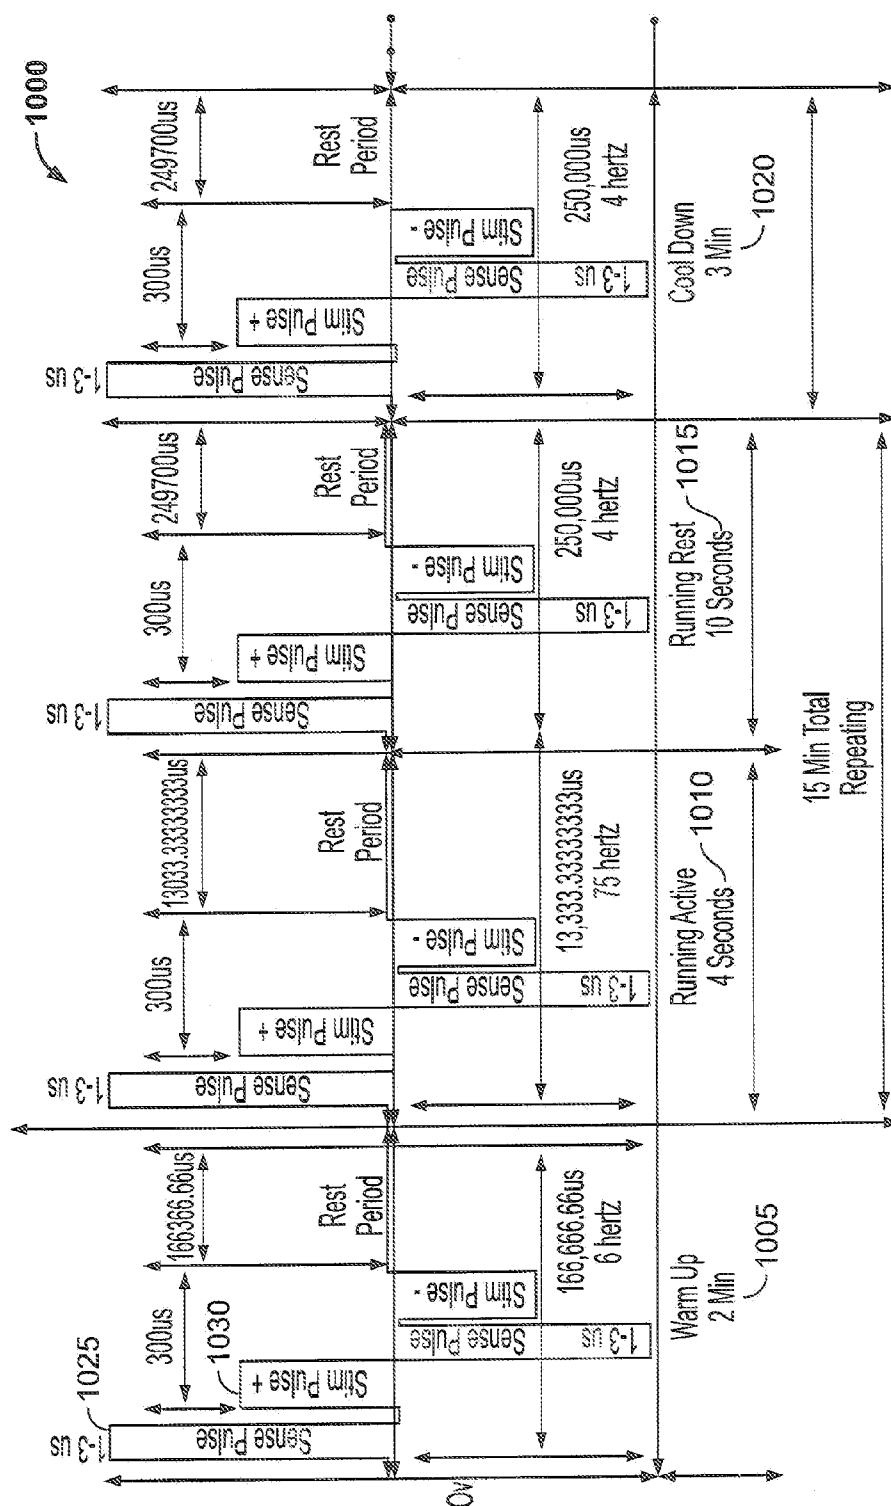 1000
1-3 us
1025
Sense Pulse
300us
1030
Stim Pulse +
166366.66us
Rest
Period
0v
Sense Pulse
1-3 us
Stim Pulse -
166,666.66us
6 hertz
Warm Up
2 Min
1005
1-3 us
Sense Pulse
300us
Stim Pulse +
13033.33333333us
Rest
Period
Sense Pulse
1-3 us
Stim Pulse -
13,333.33333333us
75 hertz
Running Active
4 Seconds
1010
1-3 us
Sense Pulse
300us
Stim Pulse +
249700us
Rest
Period
Sense Pulse
1-3 us
Stim Pulse -
250,000us
4 hertz
Running Rest
10 Seconds
1015
15 Min Total
Repeating
1-3 us
Sense Pulse
300us
Stim Pulse +
249700us
Rest
Period
Sense Pulse
1-3 us
Stim Pulse -
250,000us
4 hertz
Cool Down
3 Min
1020